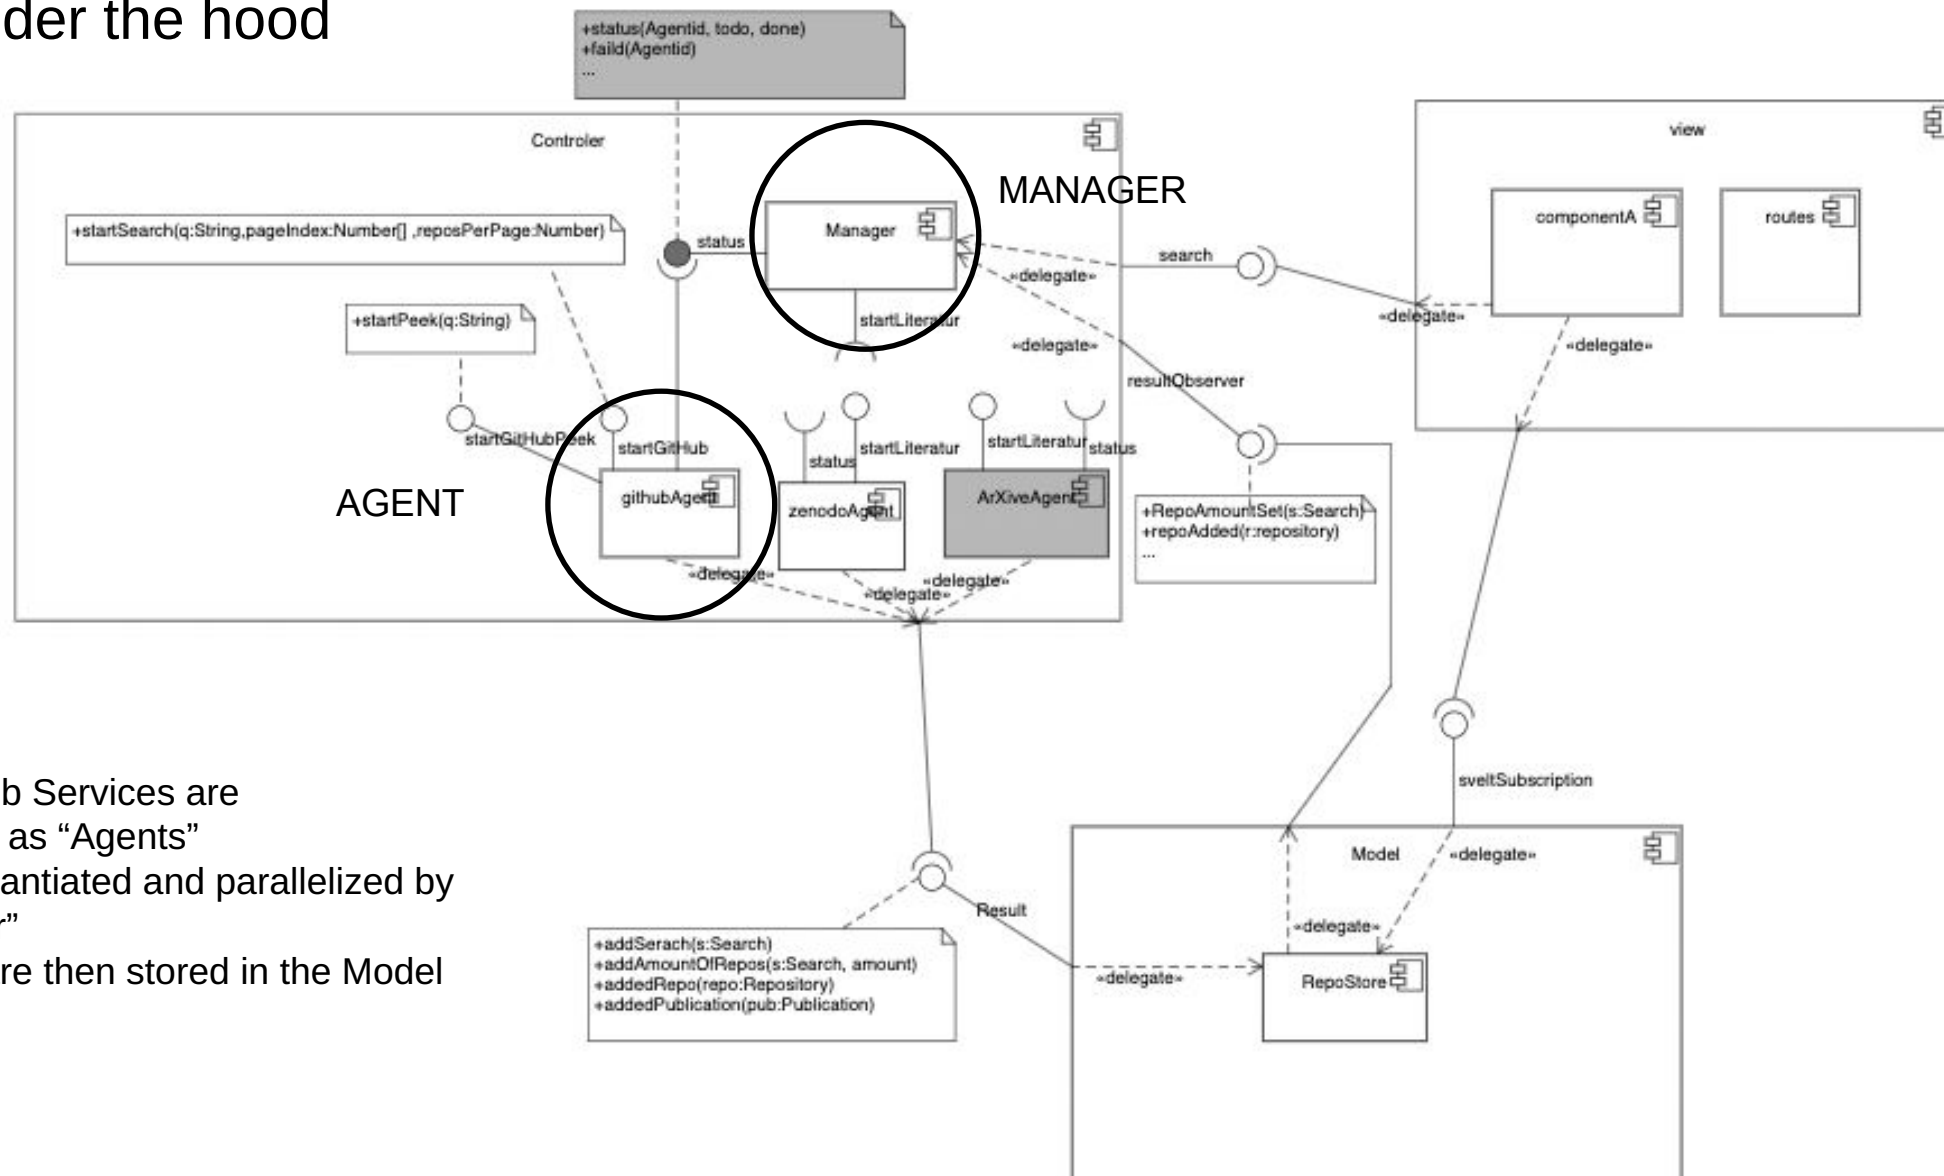 der the hood
+status(Agentid, todo, done)
+faild(Agentid)
...
Controler
view
MANAGER
+startSearch(q:String,pageIndex:Number[] ,reposPerPage:Number)
status
Manager
componentA
routes
search
«delegate»
«delegate»
+startPeek(q:String)
startLiteratur
«delegate»
«delegate»
resultObserver
startGitHubPeek
startGitHub
status
startLiteratur
startLiteratur
status
AGENT
githubAgent
zenodoAgent
ArXiveAgent
+RepoAmountSet(s:Search)
+repoAdded(r:repository)
...
«delegate»
«delegate»
«delegate»
b Services are
as “Agents”
antiated and parallelized by
r”
re then stored in the Model
sveltSubscription
Model
«delegate»
Result
«delegate»
+addSerach(s:Search)
+addAmountOfRepos(s:Search, amount)
+addedRepo(repo:Repository)
+addedPublication(pub:Publication)
«delegate»
RepoStore